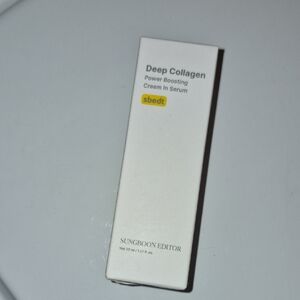 Deep Collagen
Power Boosting
Cream In Serum
sbedt
SUNGBOON EDITOR